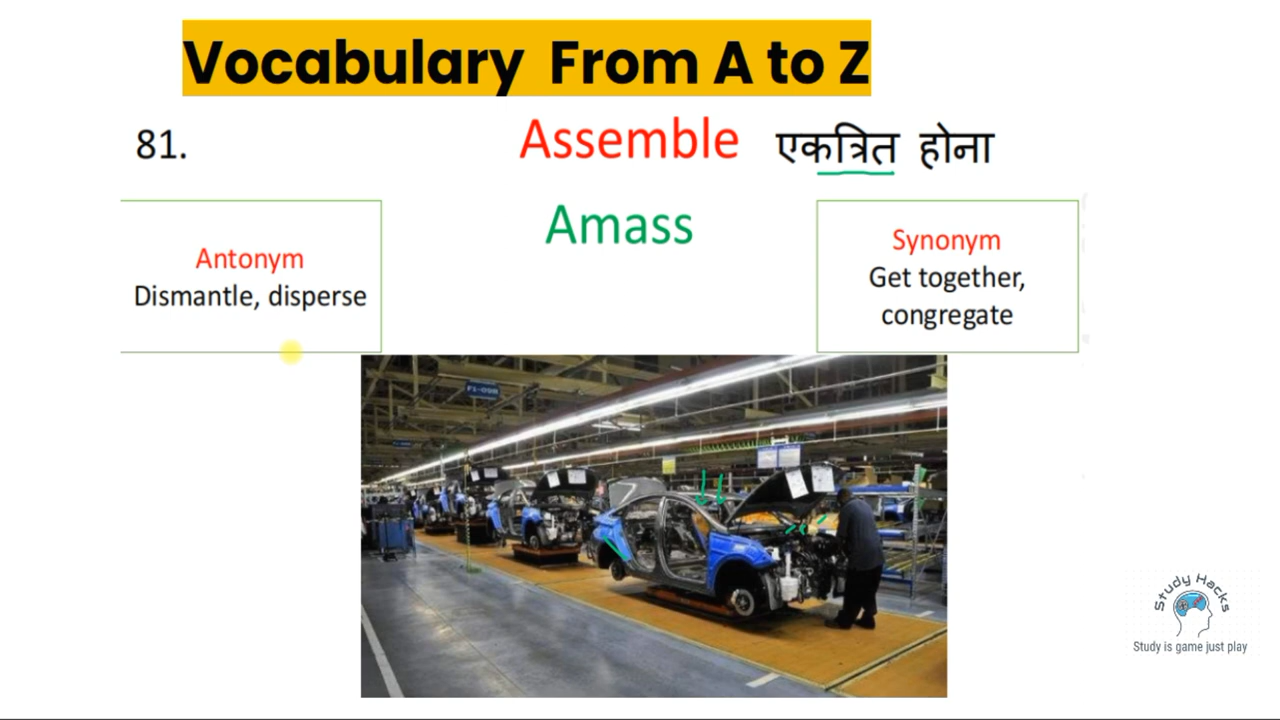 Vocabulary From A to Z
81.
Assemble एकत्रित होना
Amass
Antonym
Dismantle, disperse
Synonym
Get together,
congregate
Study Hacks
Study is game just play